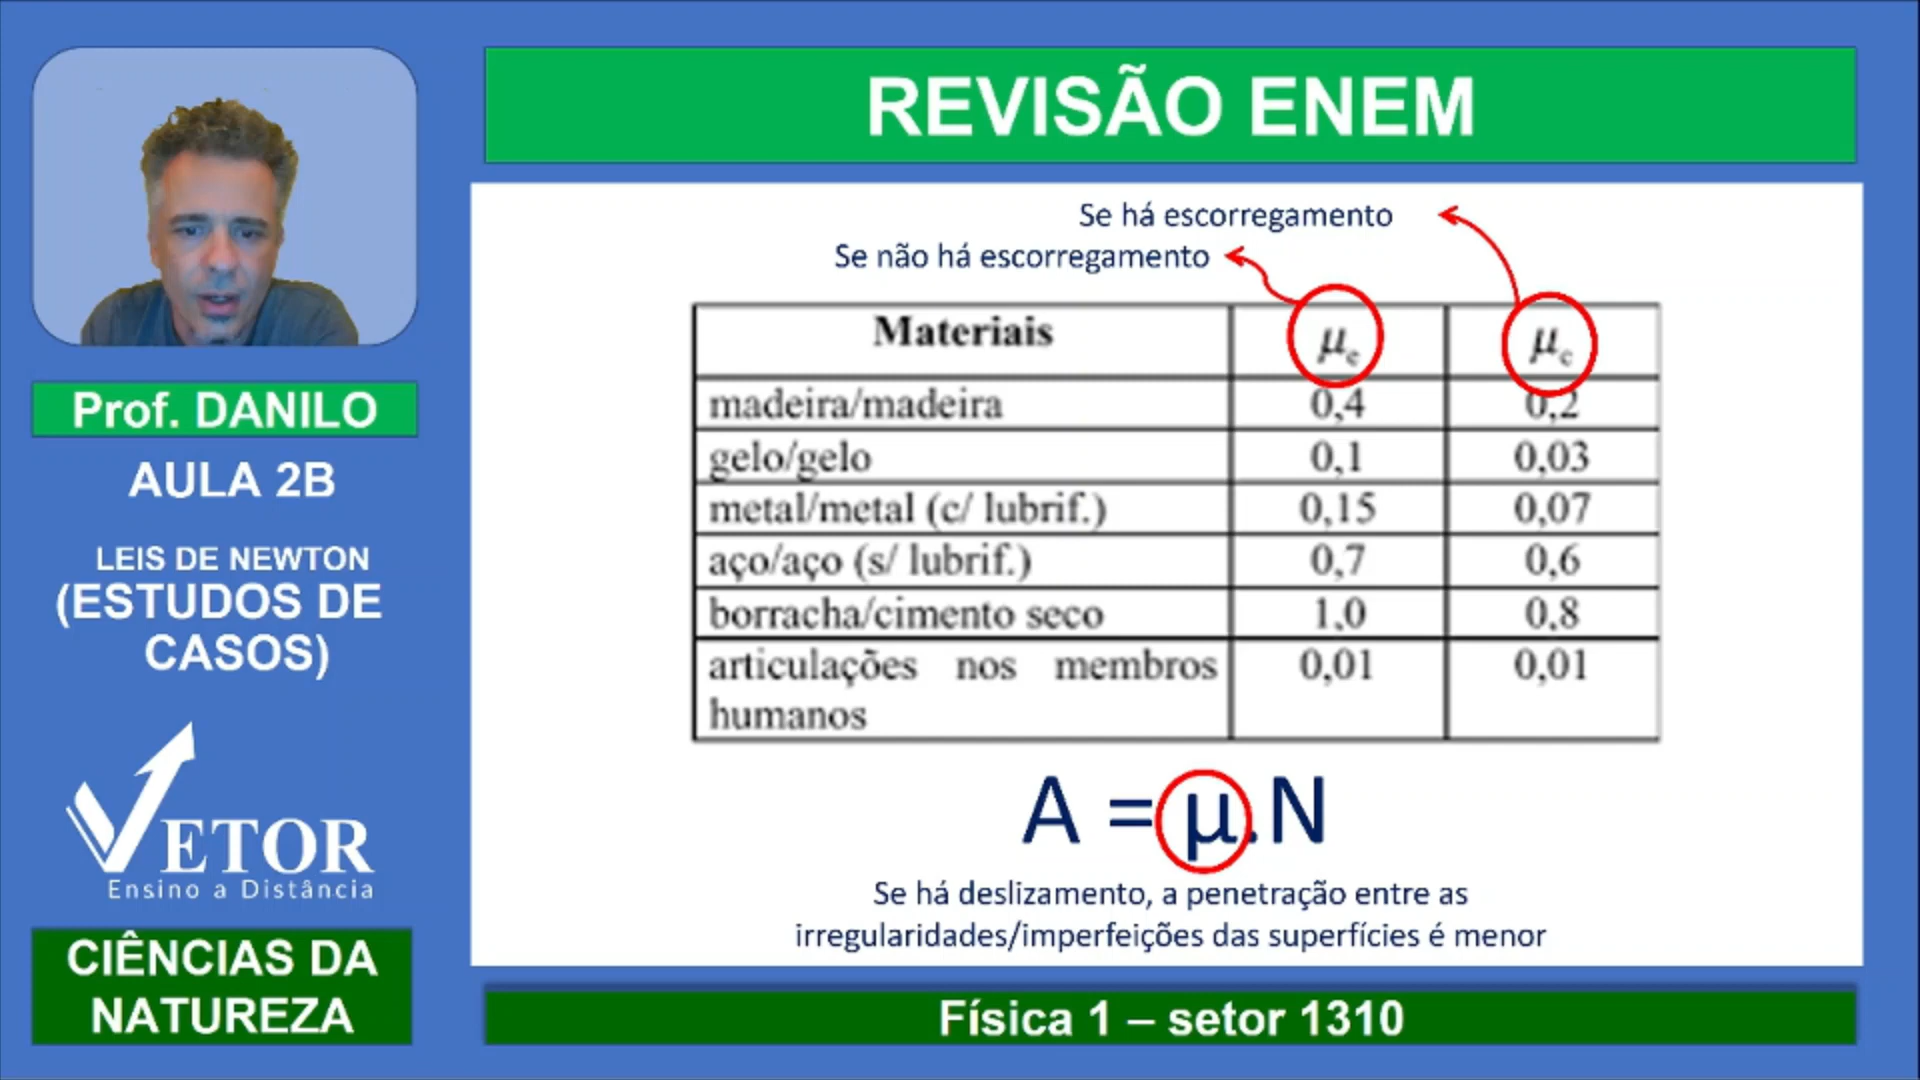 REVISÃO ENEM
Prof. DANILO
AULA 2B
LEIS DE NEWTON
(ESTUDOS DE
CASOS)
VETOR
Ensino a Distância
CIÊNCIAS DA
NATUREZA
Se há escorregamento
Se não há escorregamento
Materiais μe μc
madeira/madeira 0,4 0,2
gelo/gelo 0,1 0,03
metal/metal (c/ lubrif.) 0,15 0,07
aço/aço (s/ lubrif.) 0,7 0,6
borracha/cimento seco 1,0 0,8
articulações nos membros 0,01 0,01
humanos
A = μ.N
Se há deslizamento, a penetração entre as
irregularidades/imperfeições das superfícies é menor
Física 1 – setor 1310